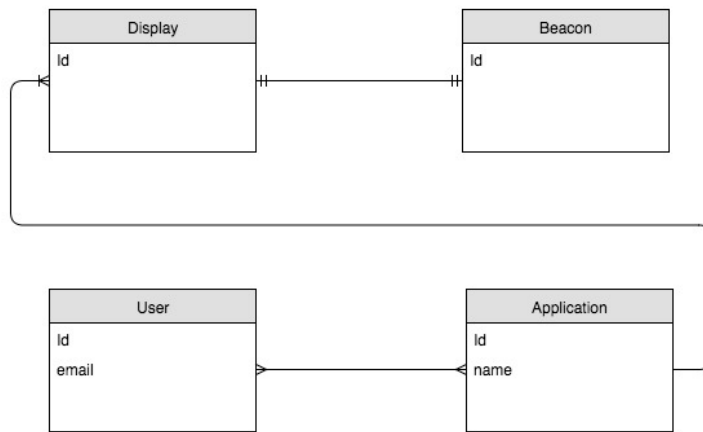 Display
Id
Beacon
Id
User
Id
email
Application
Id
name